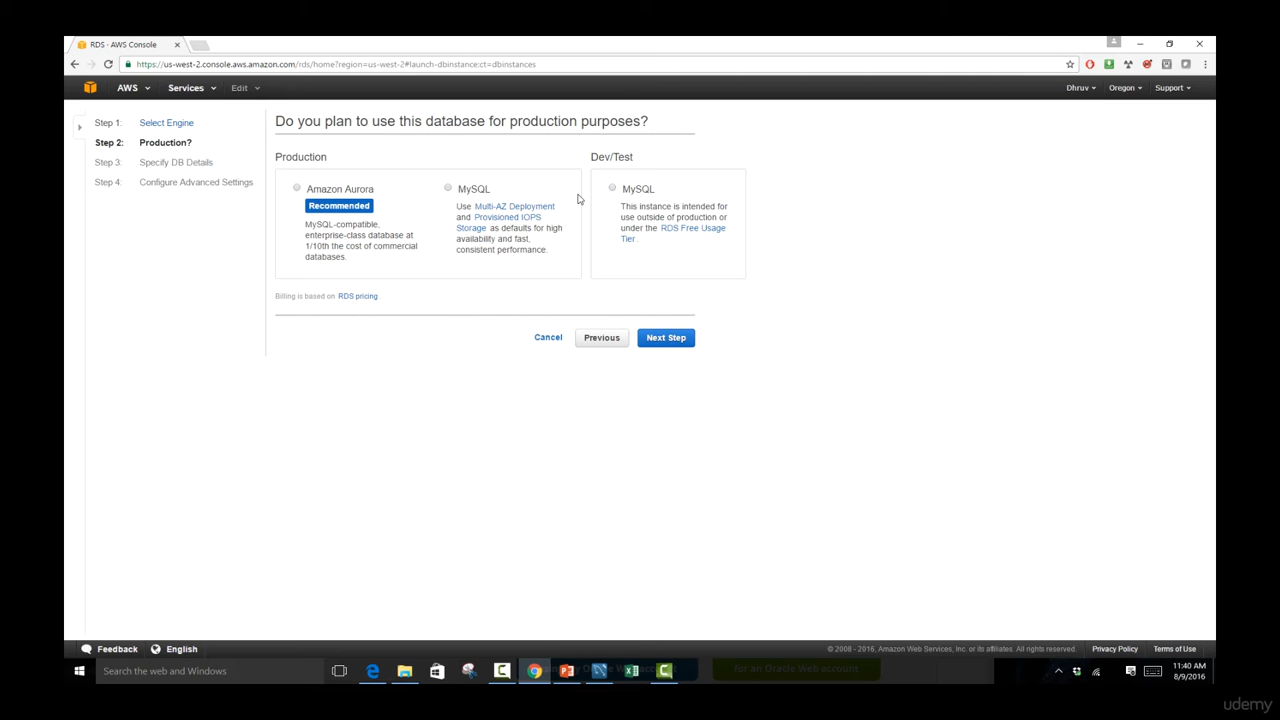 RDS · AWS Console
https://us-west-2.console.aws.amazon.com/rds/home?region=us-west-2#launch-dbinstance:ct=dbinstances
AWS
Services
Edit
Dhruv
Oregon
Support
Step 1: Select Engine
Step 2: Production?
Step 3: Specify DB Details
Step 4: Configure Advanced Settings
Do you plan to use this database for production purposes?
Production
Amazon Aurora
Recommended
MySQL-compatible,
enterprise-class database at
1/10th the cost of commercial
databases.
MySQL
Use Multi-AZ Deployment
and Provisioned IOPS
Storage as defaults for high
availability and fast,
consistent performance.
Dev/Test
MySQL
This instance is intended for
use outside of production or
under the RDS Free Usage
Tier.
Billing is based on RDS pricing
Cancel
Previous
Next Step
Feedback
English
© 2008 - 2016, Amazon Web Services, Inc. or its affiliates. All rights reserved.
Privacy Policy
Terms of Use
Search the web and Windows
for an Oracle Web account
11:40 AM
8/9/2016
udemy